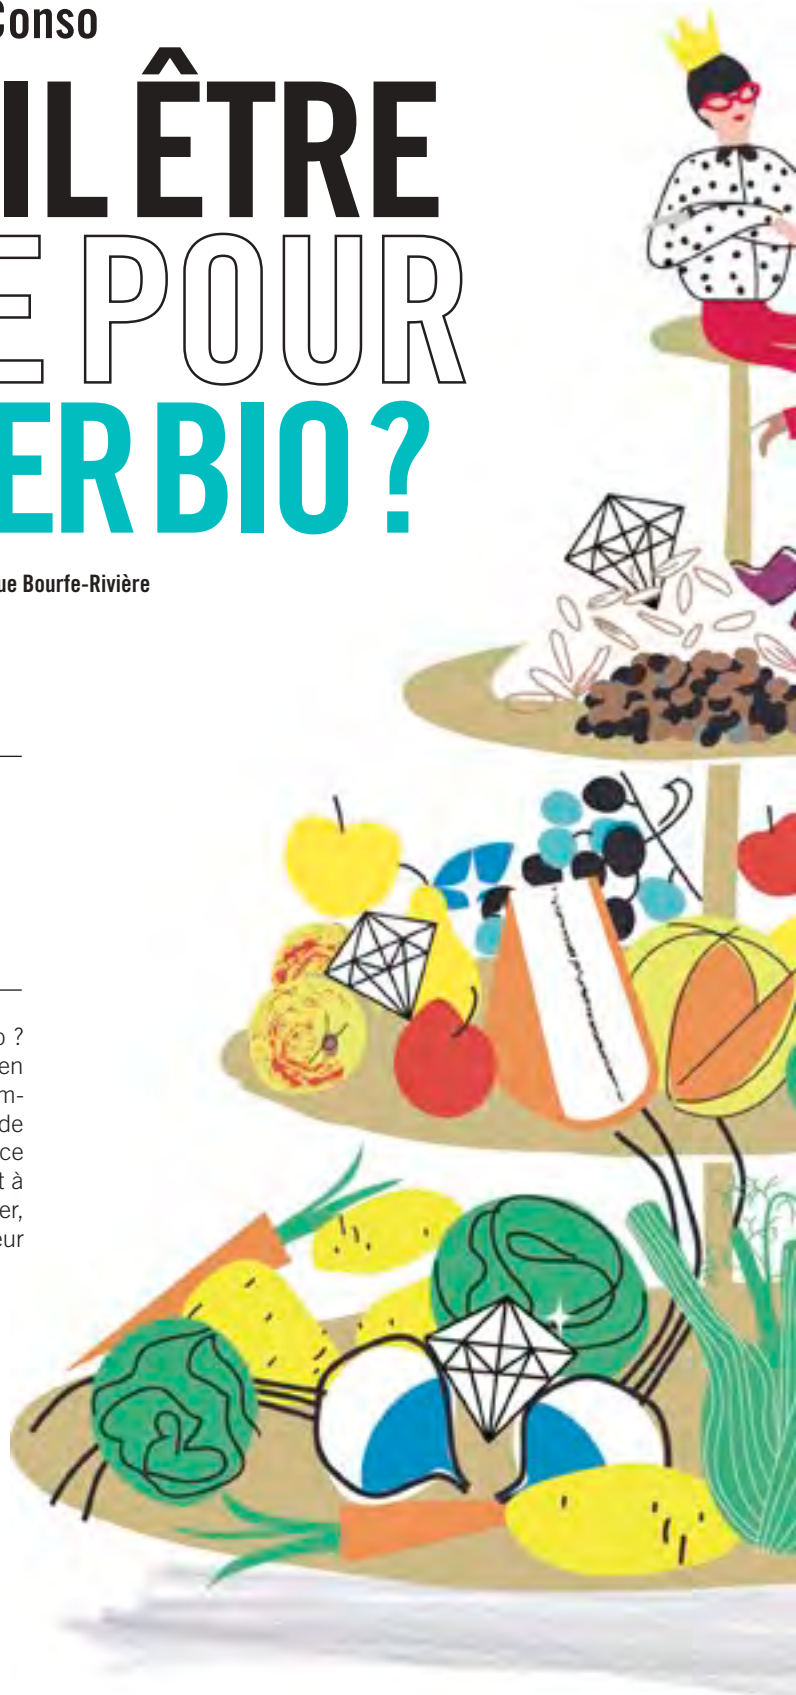 Conso
IL ÊTRE
E POUR
ER BIO ?
ue Bourfe-Rivière
o ?
en
m-
de
ce
t à
er,
eur